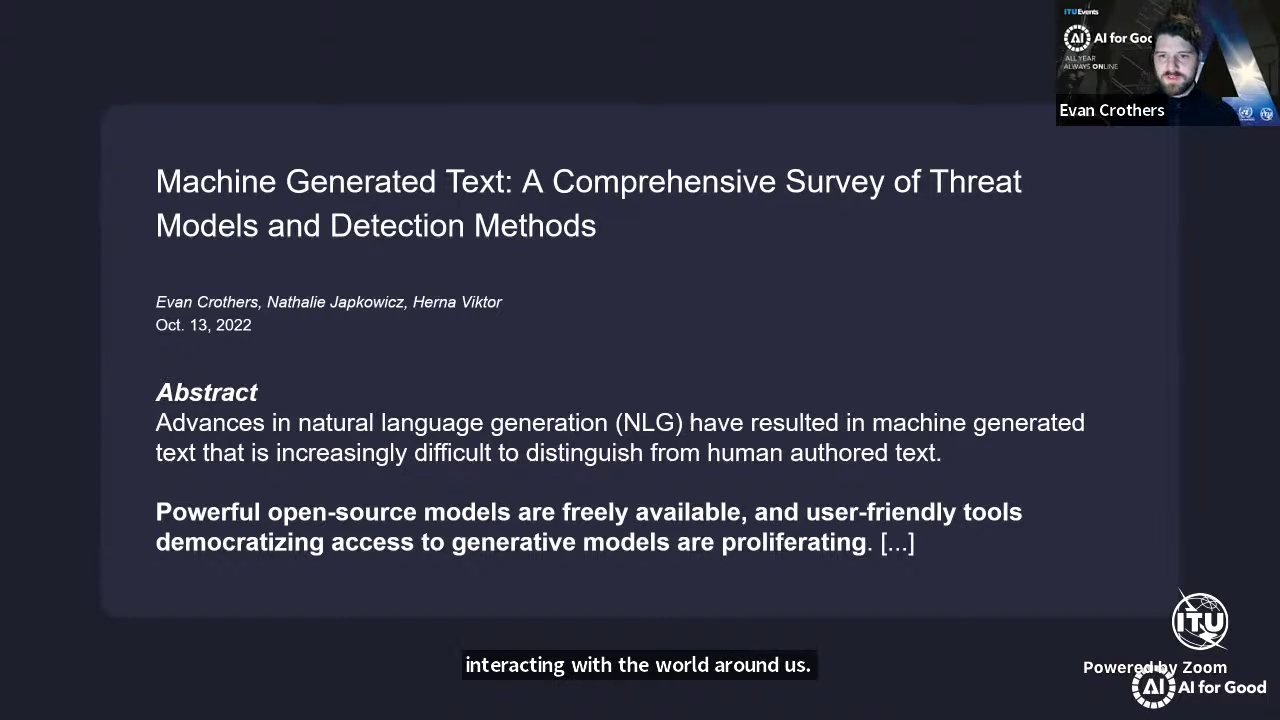 ITUEvents
AI
AI for Goo
ALL YEAR
ALWAYS ONLINE
Evan Crothers
Machine Generated Text: A Comprehensive Survey of Threat
Models and Detection Methods
Evan Crothers, Nathalie Japkowicz, Herna Viktor
Oct. 13, 2022
Abstract
Advances in natural language generation (NLG) have resulted in machine generated
text that is increasingly difficult to distinguish from human authored text.
Powerful open-source models are freely available, and user-friendly tools
democratizing access to generative models are proliferating. [...]
ITU
interacting with the world around us.
Powered by Zoom
AI
AI for Good